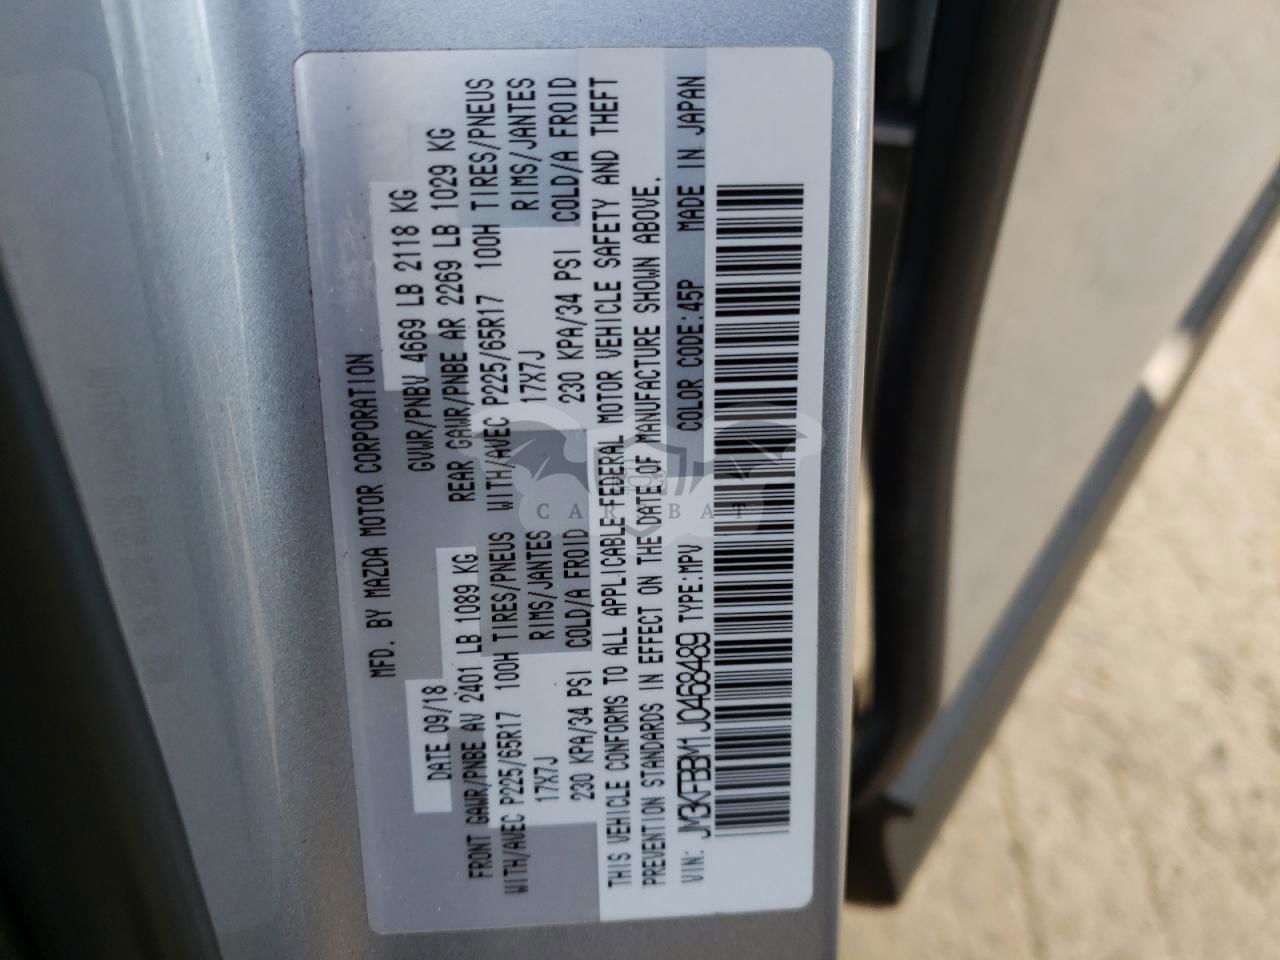 MFD. BY MAZDA MOTOR CORPORATION
DATE 09/18 GVWR/PNBV 4669 LB 2118 KG
FRONT GAWR/PNBE AV 2401 LB 1089 KG REAR GAWR/PNBE AR 2269 LB 1029 KG
WITH/AVEC P225/65R17 100H TIRES/PNEUS WITH/AVEC P225/65R17 100H TIRES/PNEUS
17X7J RIMS/JANTES 17X7J RIMS/JANTES
230 KPA/34 PSI COLD/A FROID 230 KPA/34 PSI COLD/A FROID
THIS VEHICLE CONFORMS TO ALL APPLICABLE FEDERAL MOTOR VEHICLE SAFETY AND THEFT
PREVENTION STANDARDS IN EFFECT ON THE DATE OF MANUFACTURE SHOWN ABOVE.
VIN: JM3KFBBM1J0468489 TYPE:MPV COLOR CODE:45P MADE IN JAPAN
CAR BAT